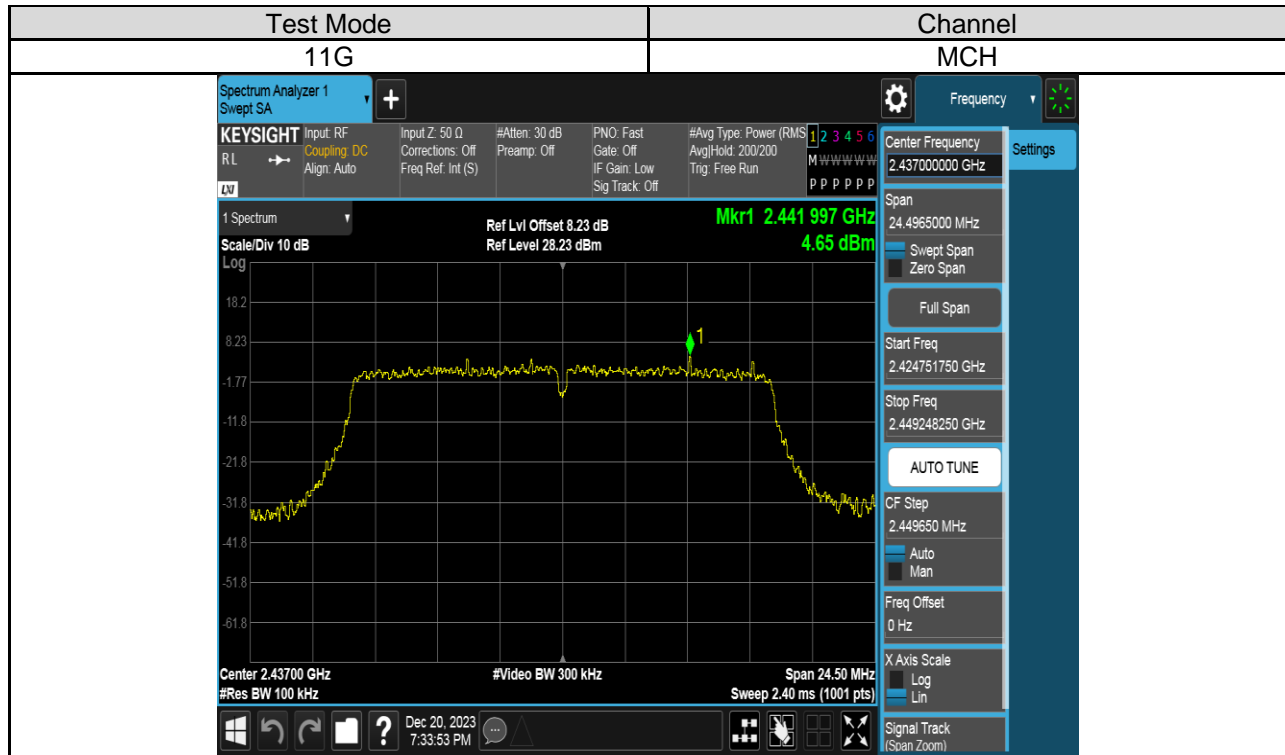 Test Mode Channel
11G MCH
Spectrum Analyzer 1
Swept SA
+
Frequency
KEYSIGHT Input: RF Input Z: 50 Ω #Atten: 30 dB PNO: Fast #Avg Type: Power (RMS 1 2 3 4 5 6
RL Coupling: DC Corrections: Off Preamp: Off Gate: Off Avg|Hold: 200/200 M W W W W W
Align: Auto Freq Ref: Int (S) IF Gain: Low Trig: Free Run
LXI Sig Track: Off P P P P P P
1 Spectrum Ref Lvl Offset 8.23 dB Mkr1 2.441 997 GHz
Scale/Div 10 dB Ref Level 28.23 dBm 4.65 dBm
Log
18.2
8.23
1
-1.77
-11.8
-21.8
-31.8
-41.8
-51.8
-61.8
Center 2.43700 GHz #Video BW 300 kHz Span 24.50 MHz
#Res BW 100 kHz Sweep 2.40 ms (1001 pts)
?
Dec 20, 2023
7:33:53 PM
Center Frequency
2.437000000 GHz
Settings
Span
24.4965000 MHz
Swept Span
Zero Span
Full Span
Start Freq
2.424751750 GHz
Stop Freq
2.449248250 GHz
AUTO TUNE
CF Step
2.449650 MHz
Auto
Man
Freq Offset
0 Hz
X Axis Scale
Log
Lin
Signal Track
(Span Zoom)